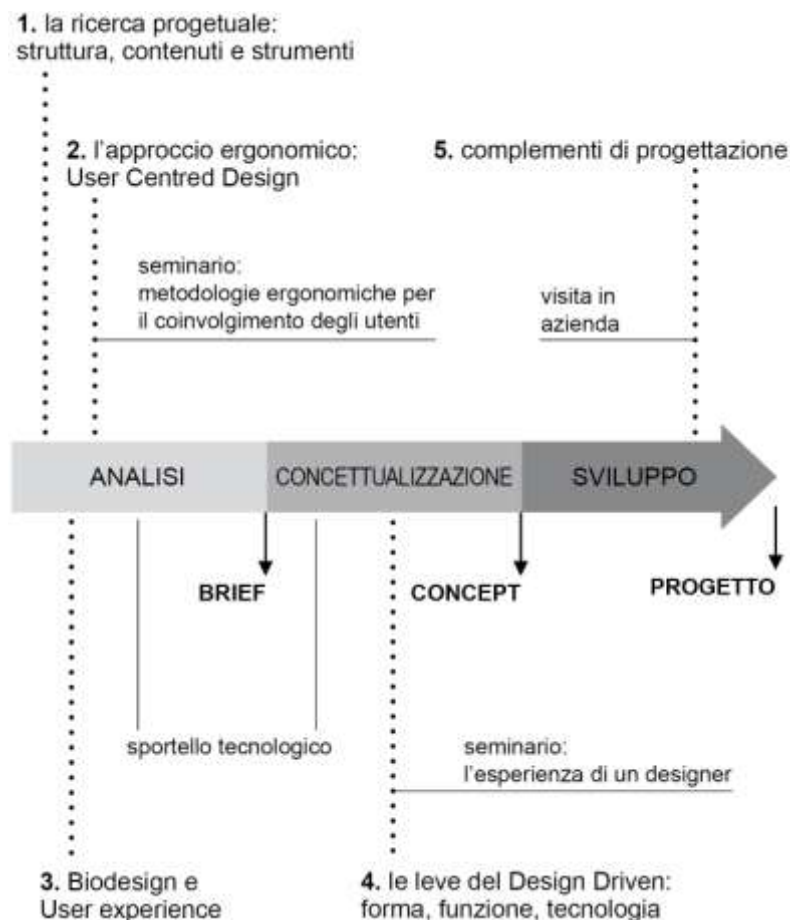 1. la ricerca progetuale:
struttura, contenuti e strumenti
2. l'approccio ergonomico:
User Centred Design
5. complementi di progettazione
seminario:
metodologie ergonomiche per
il coinvolgimento degli utenti
visita in
azienda
ANALISI
CONCETTUALIZZAZIONE
SVILUPPO
BRIEF
CONCEPT
PROGETTO
sportello tecnologico
seminario:
l'esperienza di un designer
3. Biodesign e
User experience
4. le leve del Design Driven:
forma, funzione, tecnologia